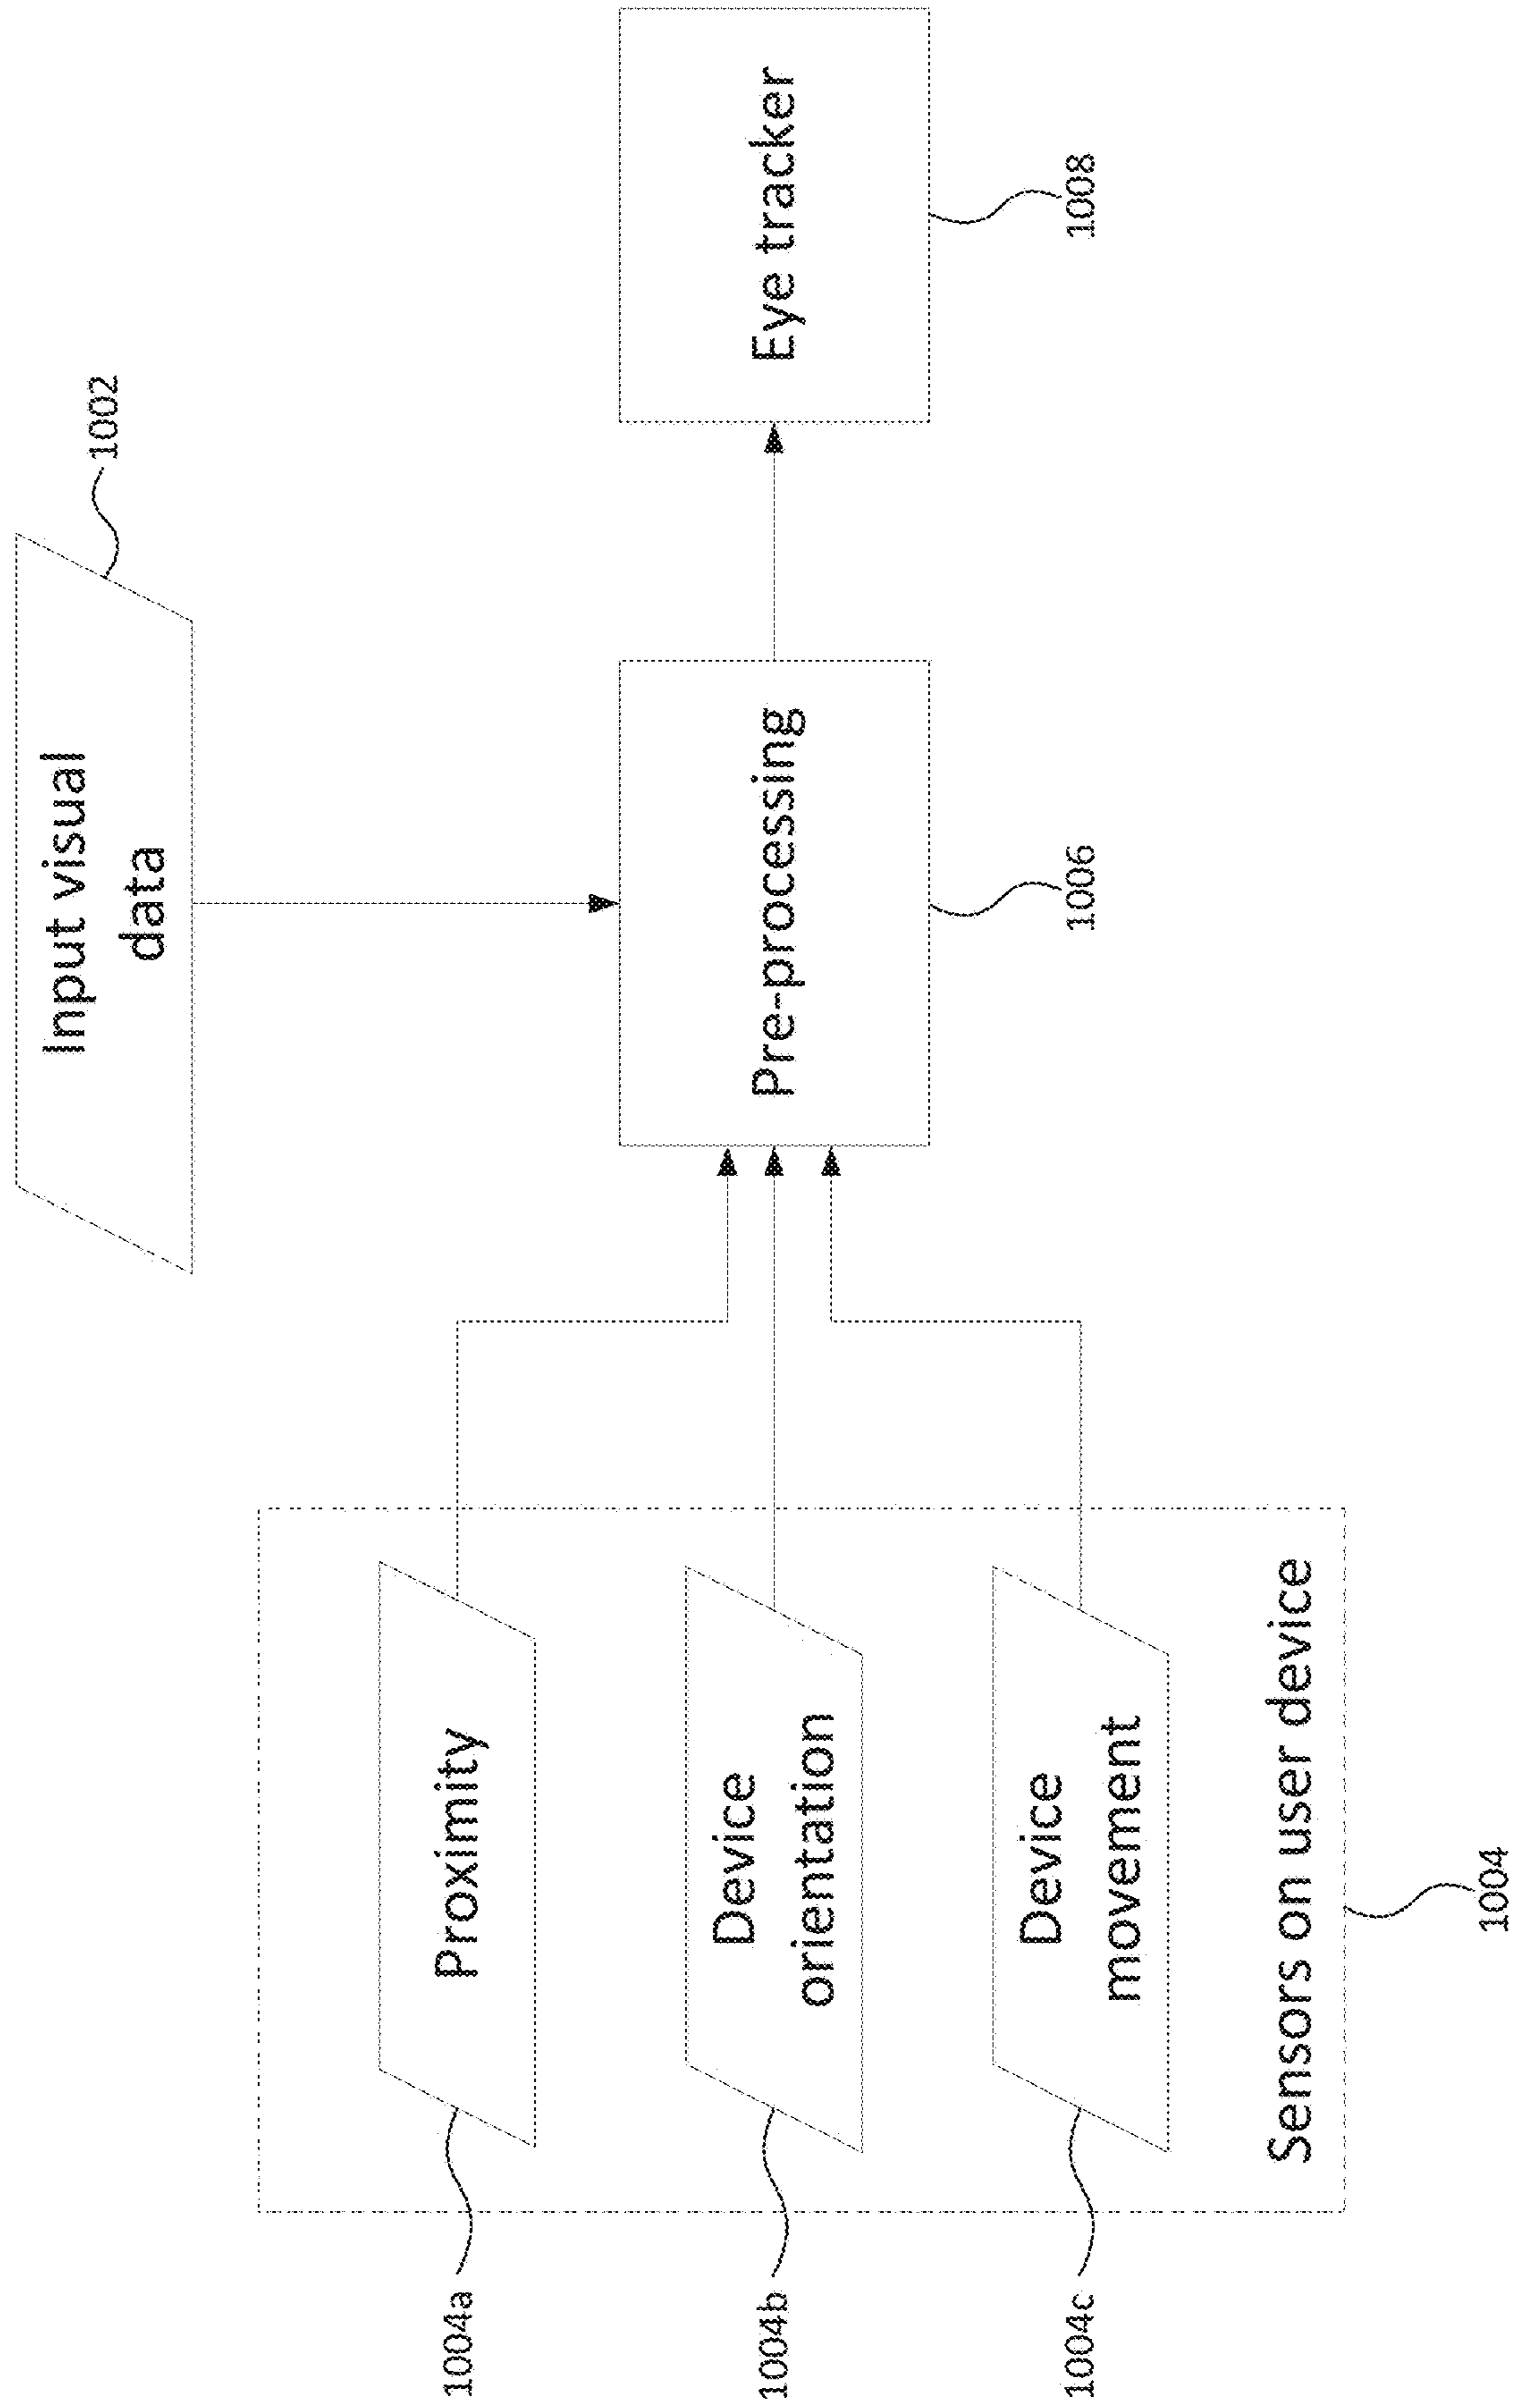 Input visual
data
1002
1004a
Proximity
1004b
Device
orientation
1004c
Device
movement
Sensors on user device
1004
Pre-processing
1006
Eye tracker
1008